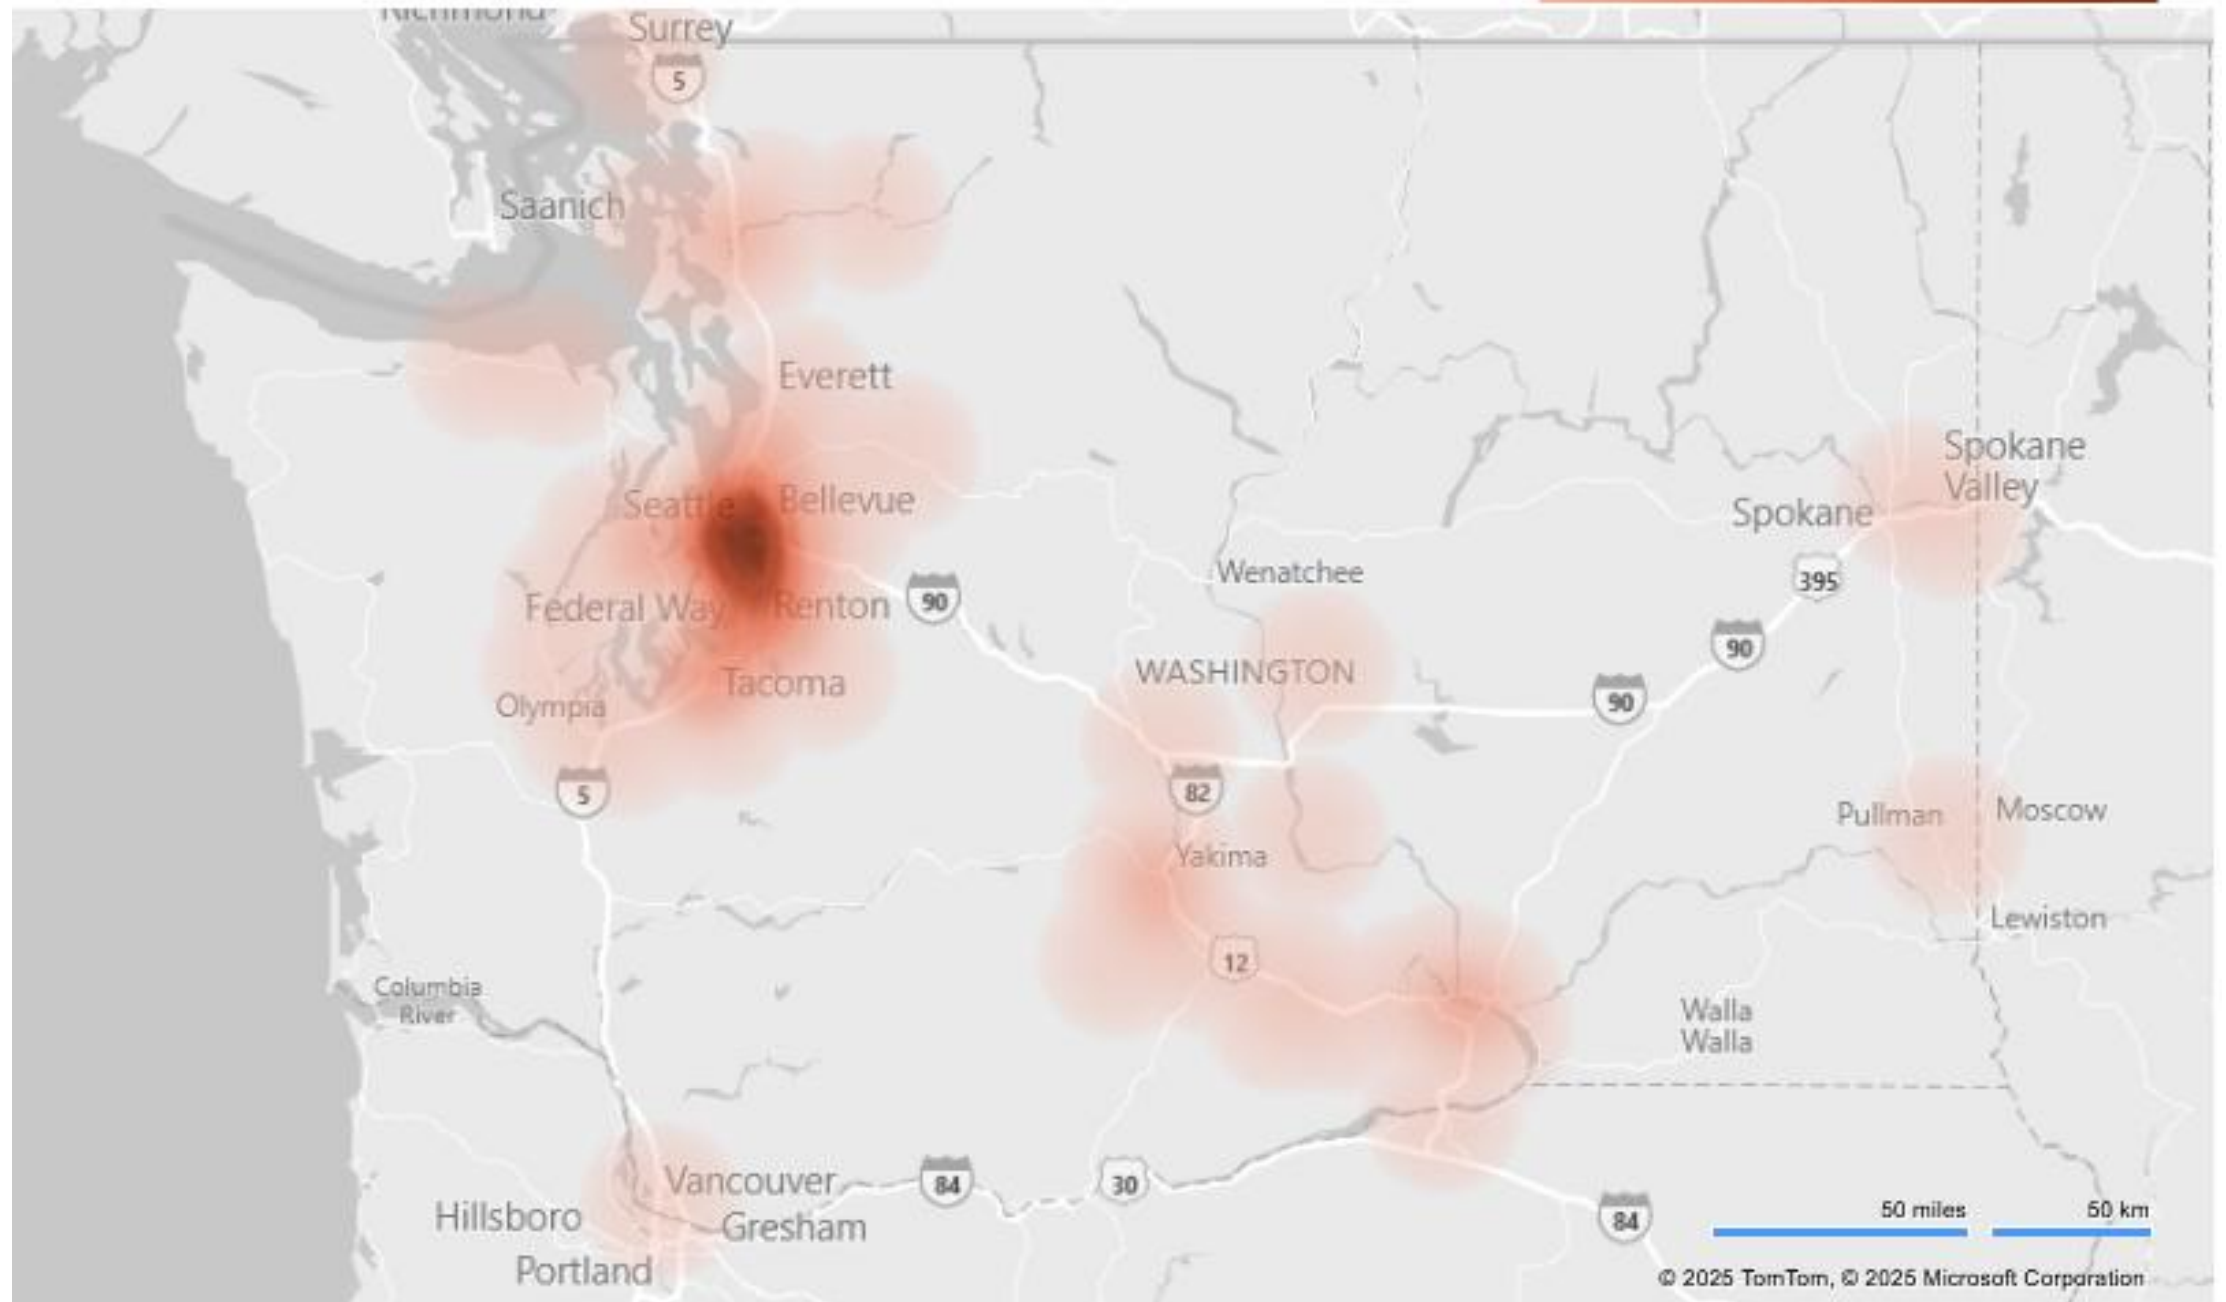 Richmond
Surrey
5
Saanich
Everett
Seattle
Bellevue
Spokane
Valley
Spokane
Wenatchee
395
90
Federal Way
Renton
90
WASHINGTON
Tacoma
90
Olympia
5
82
Pullman
Moscow
Yakima
Lewiston
12
Columbia
River
Walla
Walla
Vancouver
84
30
Hillsboro
Gresham
84
50 miles
50 km
Portland
© 2025 TomTom, © 2025 Microsoft Corporation